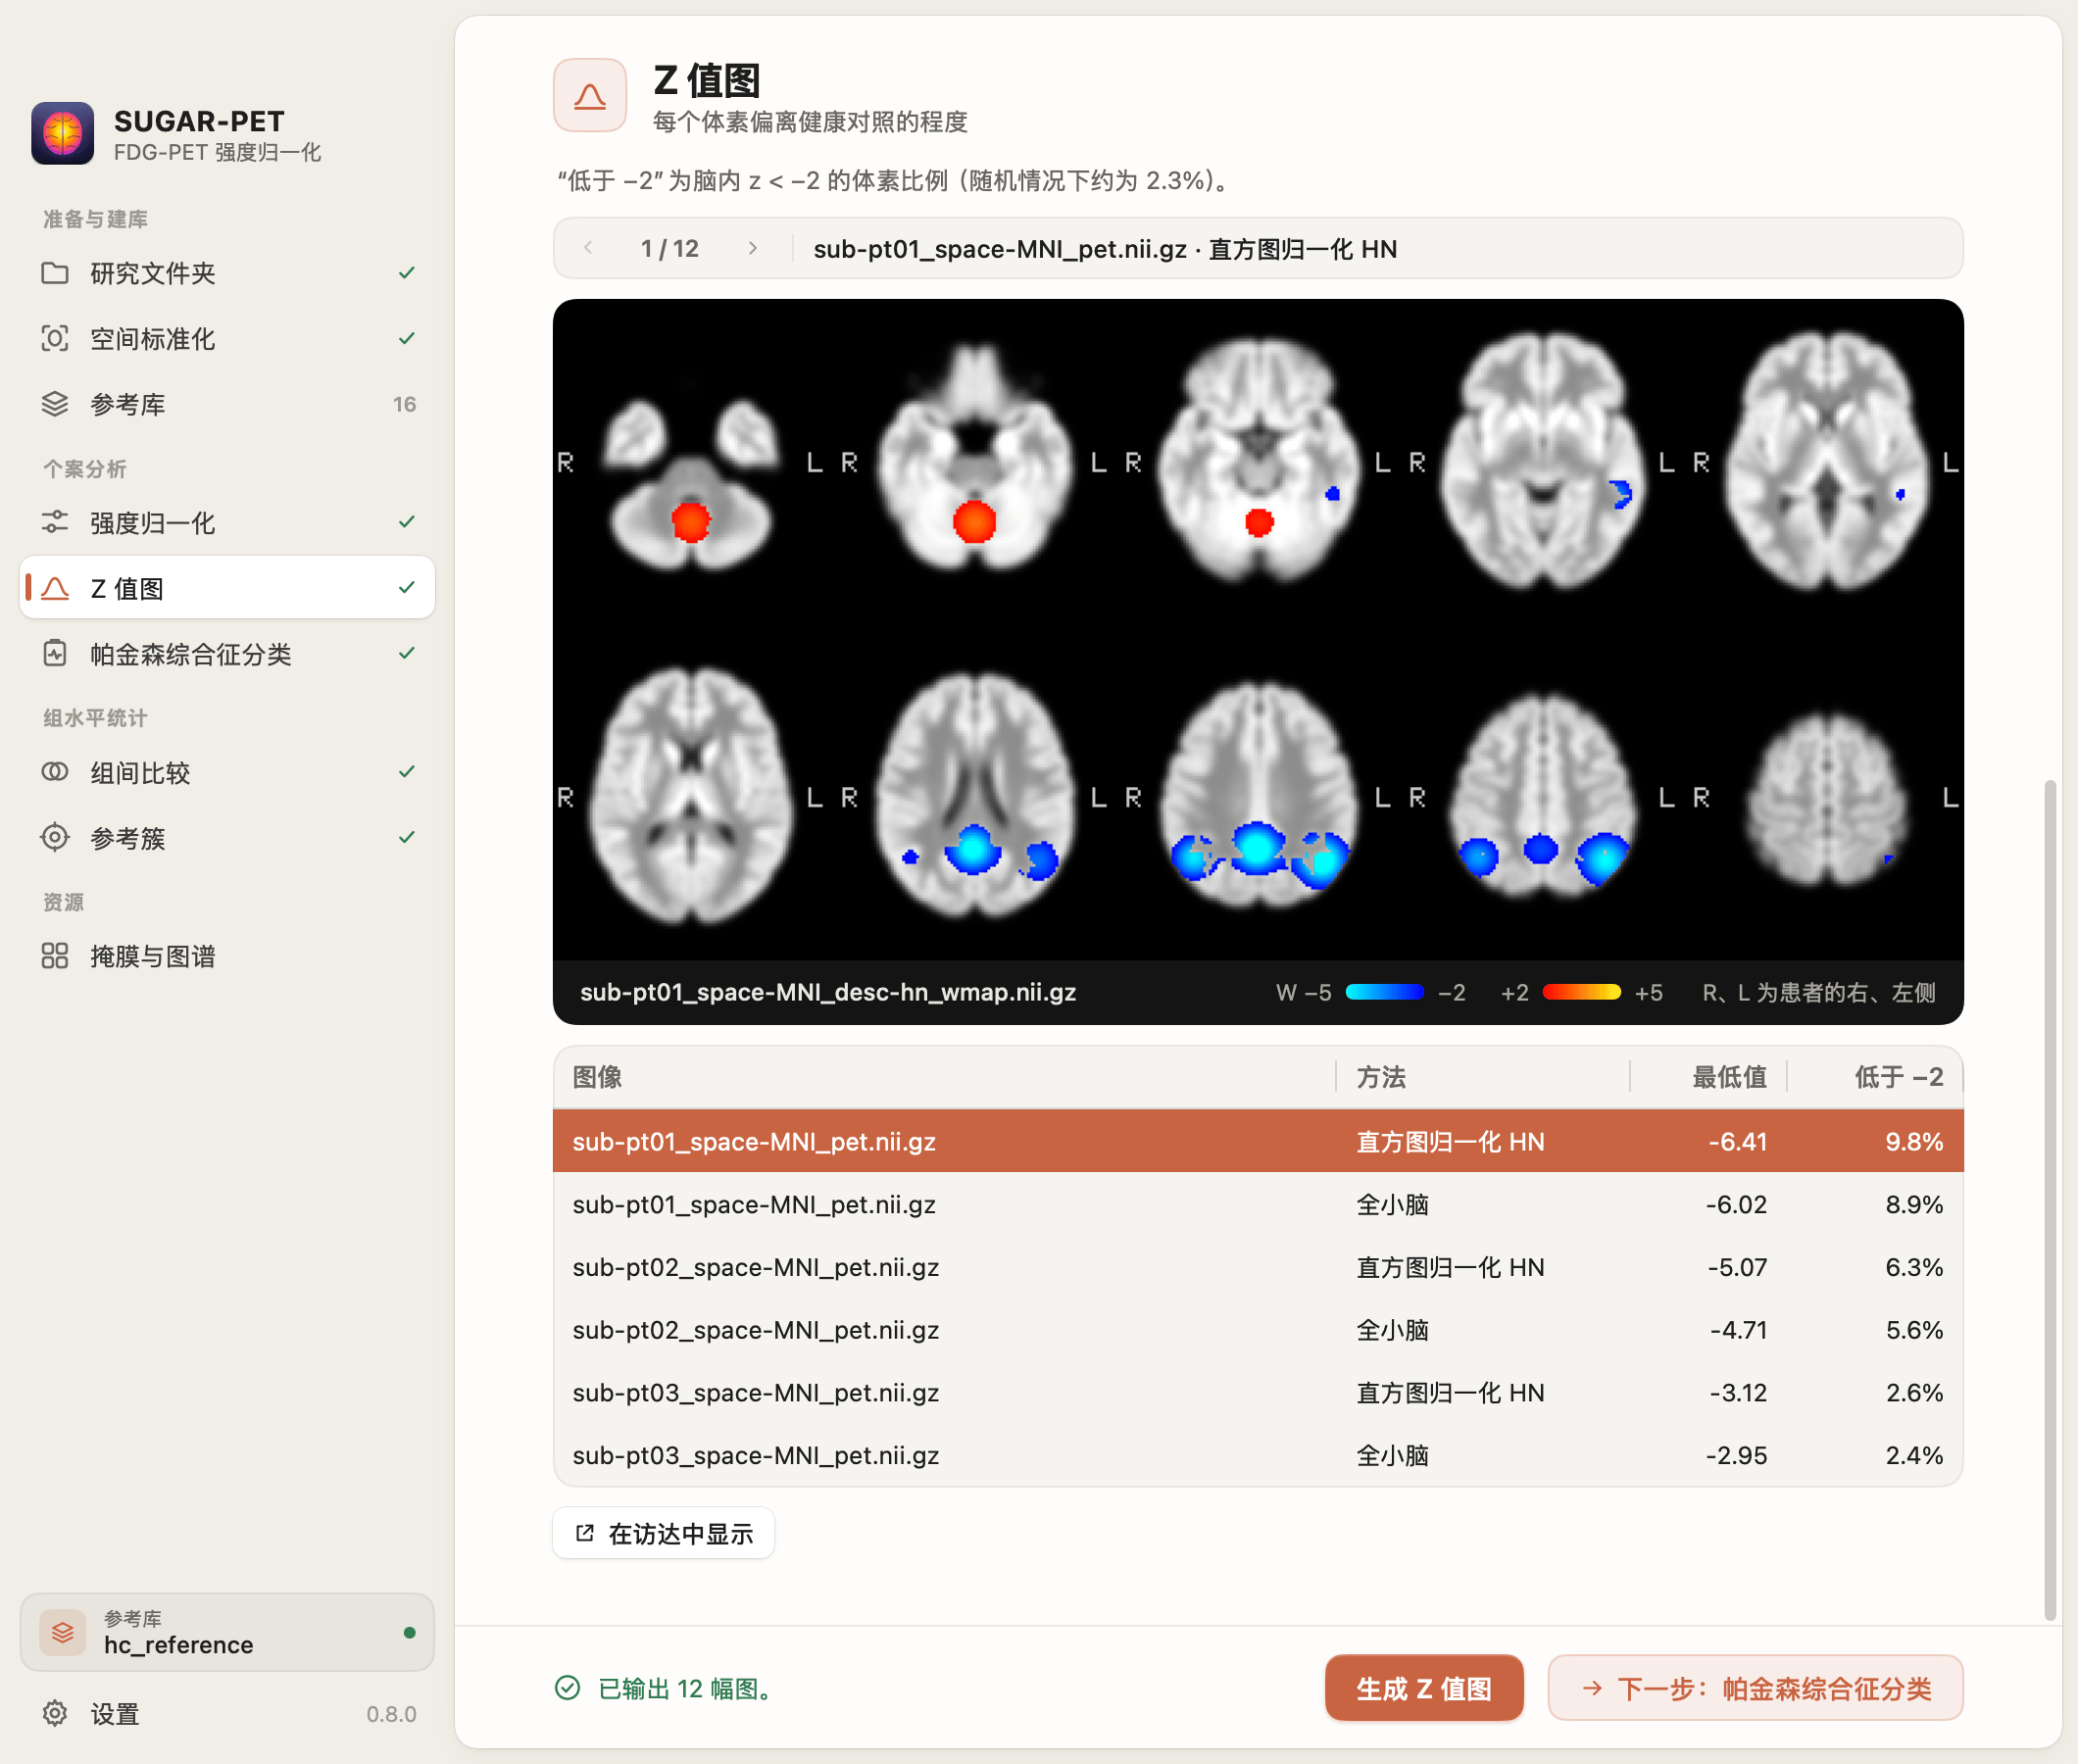 SUGAR-PET
FDG-PET 强度归一化
准备与建库
研究文件夹
空间标准化
参考库 16
个案分析
强度归一化
Z 值图
帕金森综合征分类
组水平统计
组间比较
参考簇
资源
掩膜与图谱
参考库
hc_reference
设置 0.8.0
Z 值图
每个体素偏离健康对照的程度
“低于 −2”为脑内 z < −2 的体素比例（随机情况下约为 2.3%）。
1 / 12 sub-pt01_space-MNI_pet.nii.gz · 直方图归一化 HN
R L R L R L R L R L
R L R L R L R L R L
sub-pt01_space-MNI_desc-hn_wmap.nii.gz W −5 −2 +2 +5 R、L 为患者的右、左侧
图像 方法 最低值 低于 −2
sub-pt01_space-MNI_pet.nii.gz 直方图归一化 HN -6.41 9.8%
sub-pt01_space-MNI_pet.nii.gz 全小脑 -6.02 8.9%
sub-pt02_space-MNI_pet.nii.gz 直方图归一化 HN -5.07 6.3%
sub-pt02_space-MNI_pet.nii.gz 全小脑 -4.71 5.6%
sub-pt03_space-MNI_pet.nii.gz 直方图归一化 HN -3.12 2.6%
sub-pt03_space-MNI_pet.nii.gz 全小脑 -2.95 2.4%
在访达中显示
已输出 12 幅图。
生成 Z 值图
→ 下一步：帕金森综合征分类